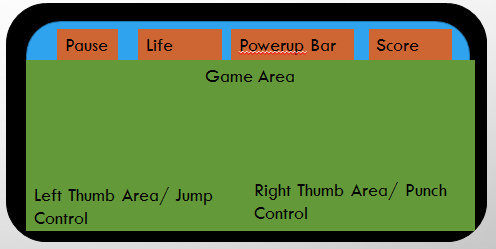 Pause Life Powerup Bar Score
Game Area
Left Thumb Area/ Jump
Control
Right Thumb Area/ Punch
Control